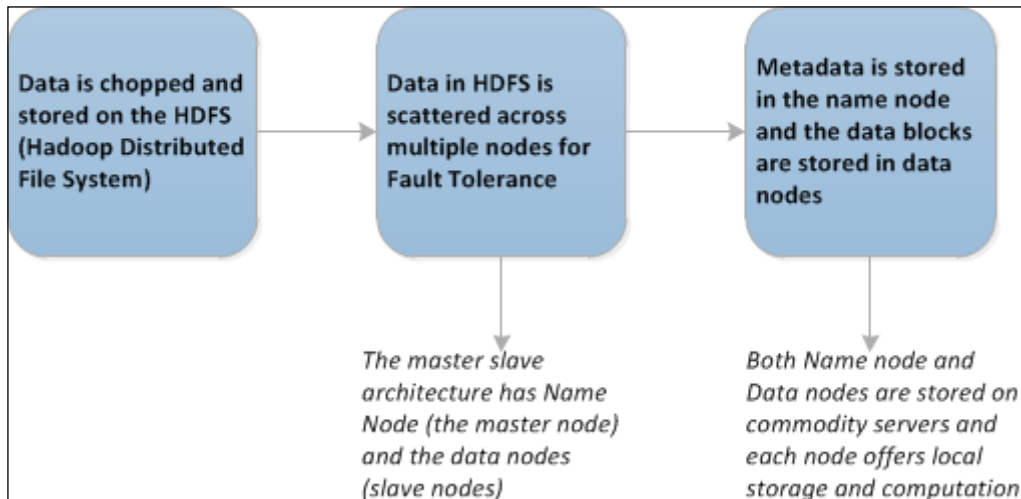 Data is chopped and
stored on the HDFS
(Hadoop Distributed
File System)
Data in HDFS is
scattered across
multiple nodes for
Fault Tolerance
Metadata is stored
in the name node
and the data blocks
are stored in data
nodes
The master slave
architecture has Name
Node (the master node)
and the data nodes
(slave nodes)
Both Name node and
Data nodes are stored on
commodity servers and
each node offers local
storage and computation